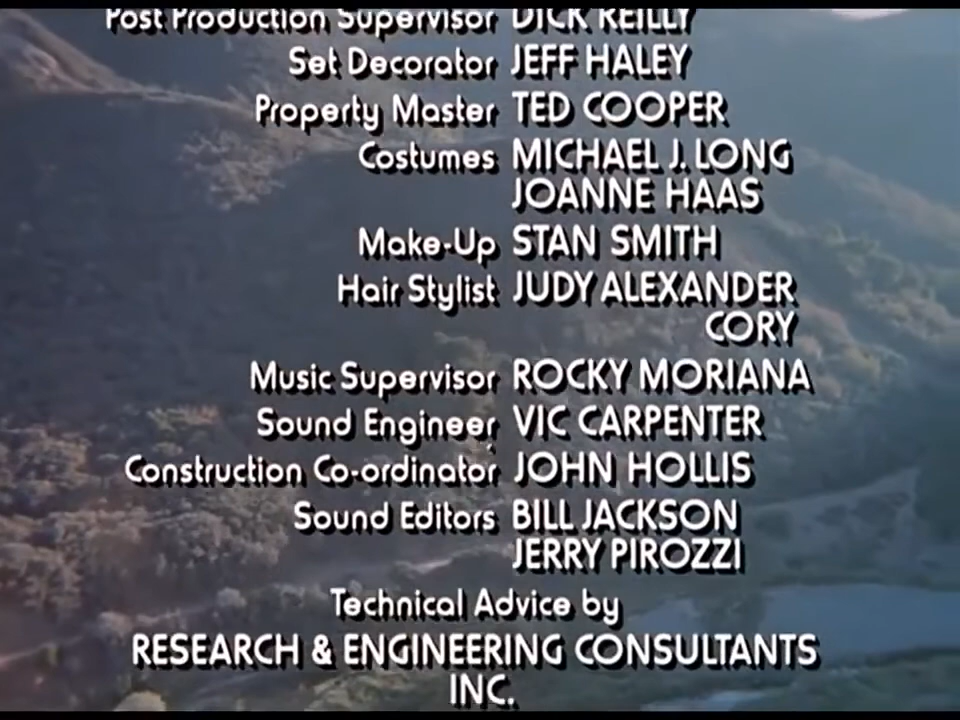 Post Production Supervisor DICK REILLY
Set Decorator JEFF HALEY
Property Master TED COOPER
Costumes MICHAEL J. LONG
JOANNE HAAS
Make-Up STAN SMITH
Hair Stylist JUDY ALEXANDER
CORY
Music Supervisor ROCKY MORIANA
Sound Engineer VIC CARPENTER
Construction Co-ordinator JOHN HOLLIS
Sound Editors BILL JACKSON
JERRY PIROZZI
Technical Advice by
RESEARCH & ENGINEERING CONSULTANTS
INC.